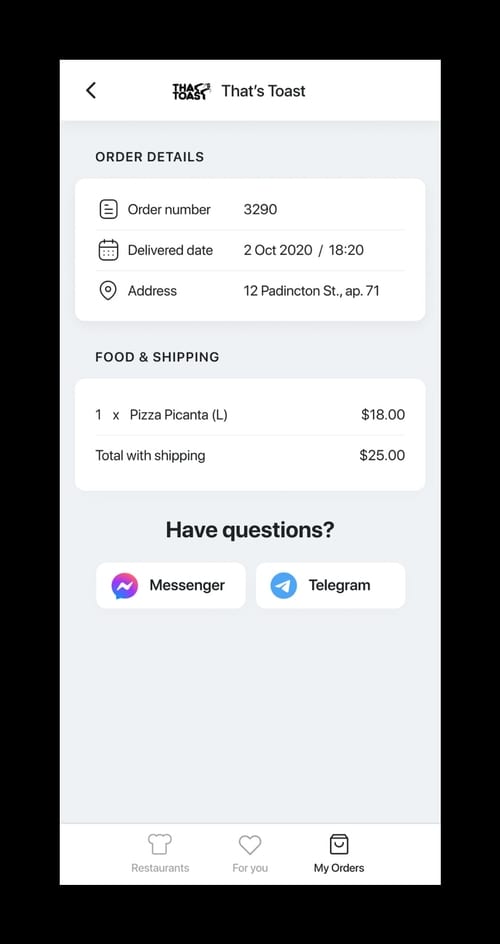 THAT'S
TOAST
That's Toast
ORDER DETAILS
Order number 3290
Delivered date 2 Oct 2020 / 18:20
Address 12 Padincton St., ap. 71
FOOD & SHIPPING
1 x Pizza Picanta (L) $18.00
Total with shipping $25.00
Have questions?
Messenger Telegram
Restaurants For you My Orders